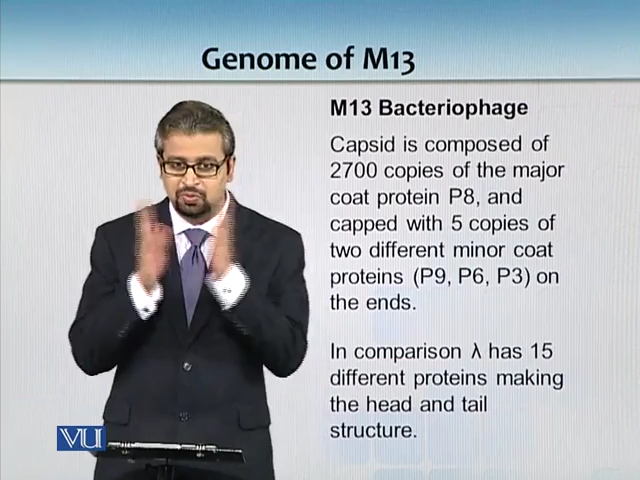 Genome of M13
M13 Bacteriophage
Capsid is composed of
2700 copies of the major
coat protein P8, and
capped with 5 copies of
two different minor coat
proteins (P9, P6, P3) on
the ends.
In comparison λ has 15
different proteins making
the head and tail
structure.
VU